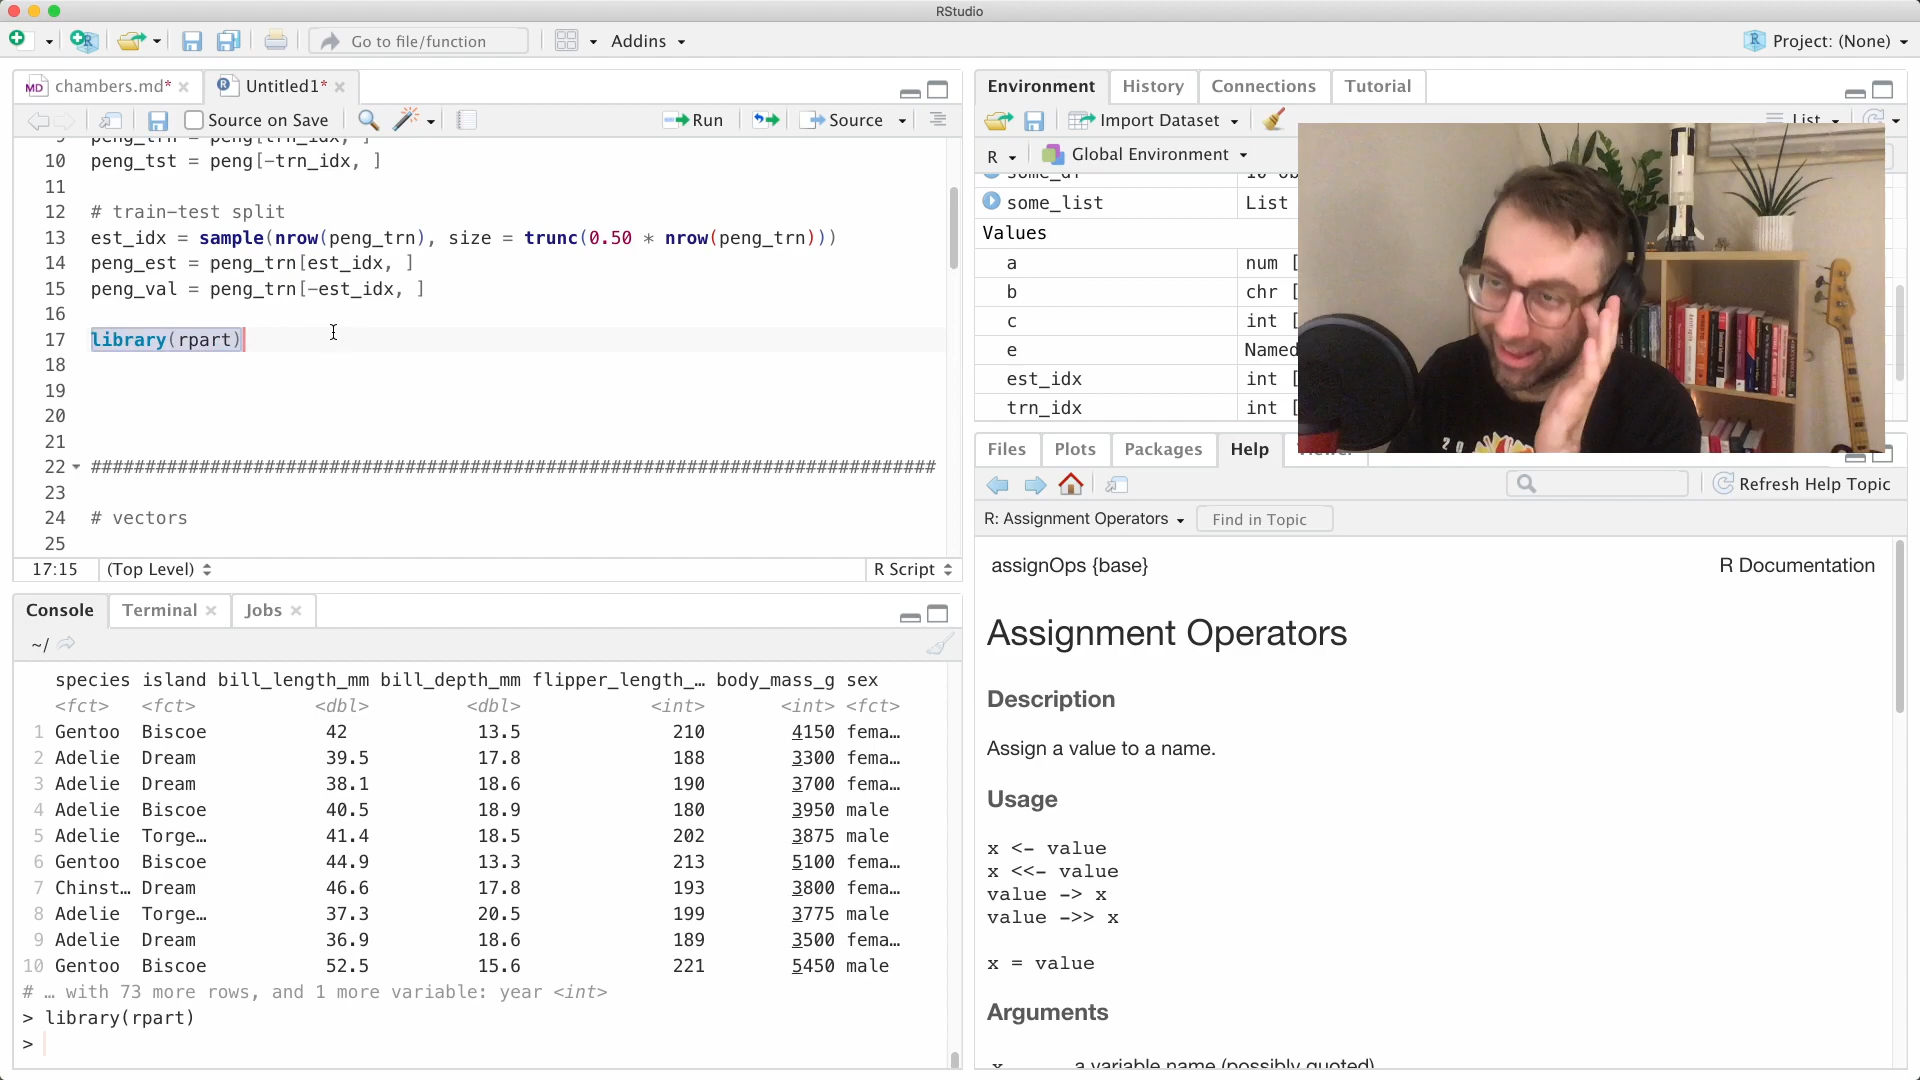 RStudio
Go to file/function
Addins
Project: (None)
MD chambers.md*
Untitled1*
Source on Save
Run
Source
10 peng_tst = peng[-trn_idx, ]
11
12 # train-test split
13 est_idx = sample(nrow(peng_trn), size = trunc(0.50 * nrow(peng_trn)))
14 peng_est = peng_trn[est_idx, ]
15 peng_val = peng_trn[-est_idx, ]
16
17 library(rpart)
18
19
20
21
22 ##############################################################################
23
24 # vectors
25
17:15 (Top Level) R Script
Console Terminal Jobs
~/
species island bill_length_mm bill_depth_mm flipper_length_… body_mass_g sex
<fct> <fct> <dbl> <dbl> <int> <int> <fct>
1 Gentoo Biscoe 42 13.5 210 4150 fema…
2 Adelie Dream 39.5 17.8 188 3300 fema…
3 Adelie Dream 38.1 18.6 190 3700 fema…
4 Adelie Biscoe 40.5 18.9 180 3950 male
5 Adelie Torge… 41.4 18.5 202 3875 male
6 Gentoo Biscoe 44.9 13.3 213 5100 fema…
7 Chinst… Dream 46.6 17.8 193 3800 fema…
8 Adelie Torge… 37.3 20.5 199 3775 male
9 Adelie Dream 36.9 18.6 189 3500 fema…
10 Gentoo Biscoe 52.5 15.6 221 5450 male
# … with 73 more rows, and 1 more variable: year <int>
> library(rpart)
>
Environment History Connections Tutorial
Import Dataset
List
R Global Environment
some_df
some_list List
Values
a num [
b chr [
c int [
e Named
est_idx int [
trn_idx int [
Files Plots Packages Help Viewer
Refresh Help Topic
R: Assignment Operators Find in Topic
assignOps {base} R Documentation
Assignment Operators
Description
Assign a value to a name.
Usage
x <- value
x <<- value
value -> x
value ->> x
x = value
Arguments
x a variable name (possibly quoted)